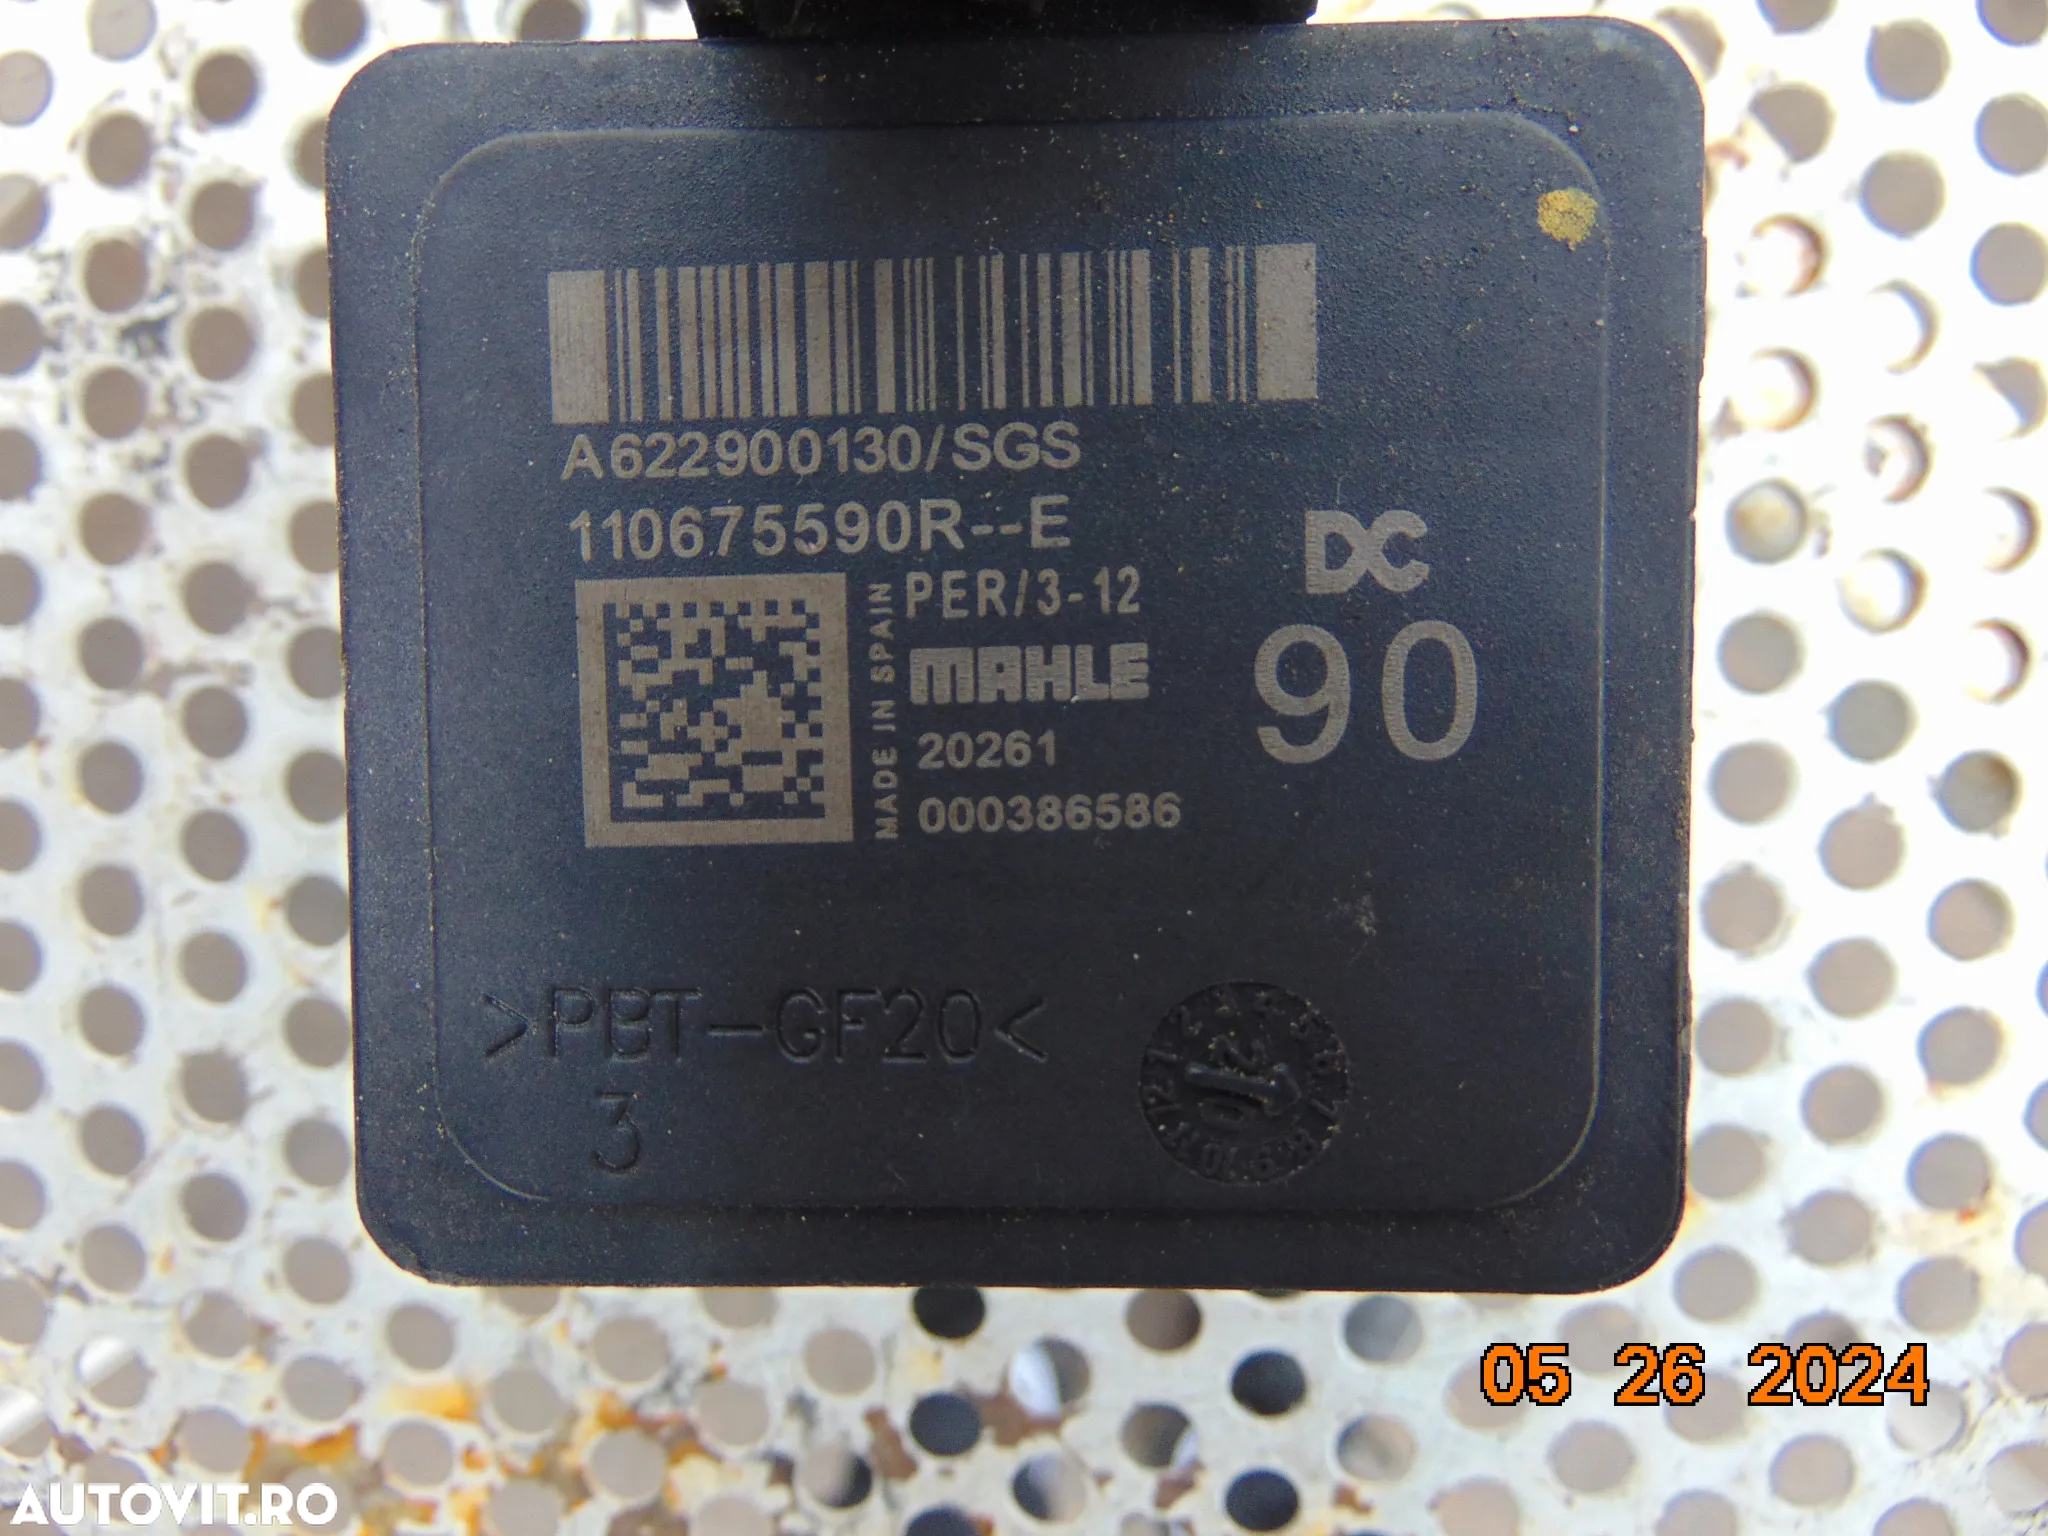 A622900130/SGS
110675590R--E
MADE IN SPAIN
PER/3-12
DC
MAHLE
90
20261
000386586
>PBT-GF20<
3
05 26 2024
AUTOVIT.RO